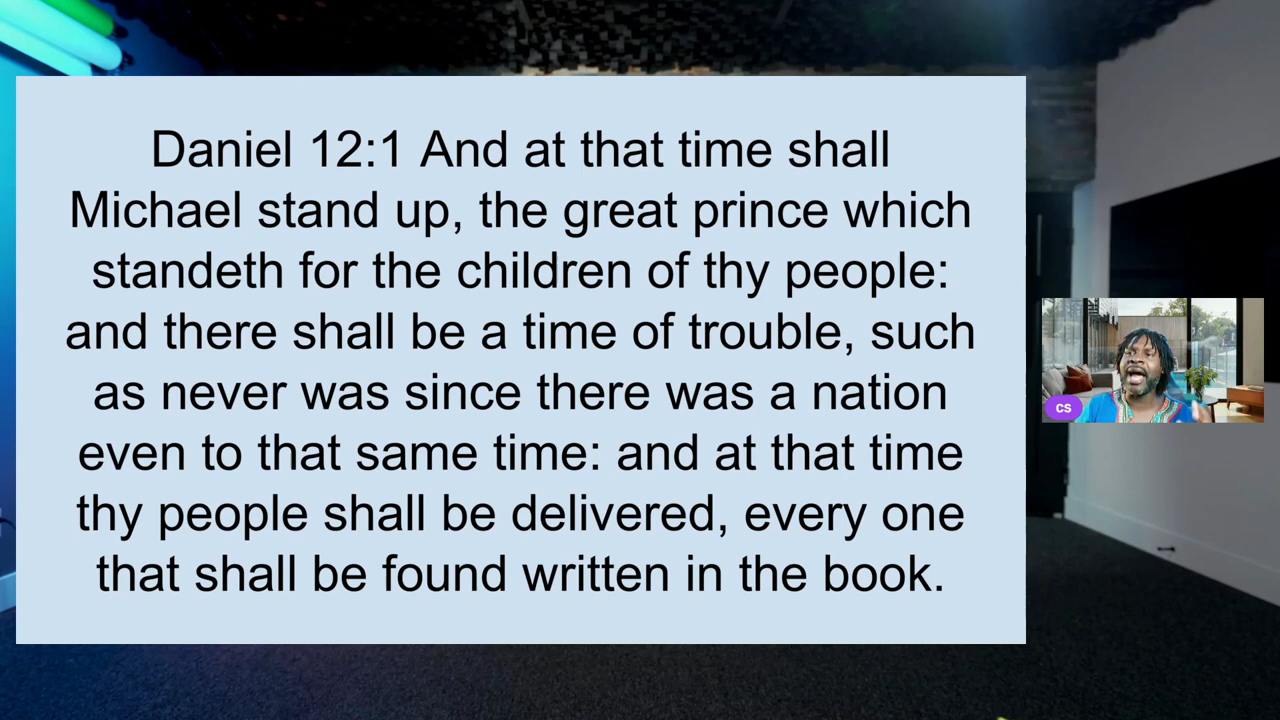 Daniel 12:1 And at that time shall
Michael stand up, the great prince which
standeth for the children of thy people:
and there shall be a time of trouble, such
as never was since there was a nation
even to that same time: and at that time
thy people shall be delivered, every one
that shall be found written in the book.
CS